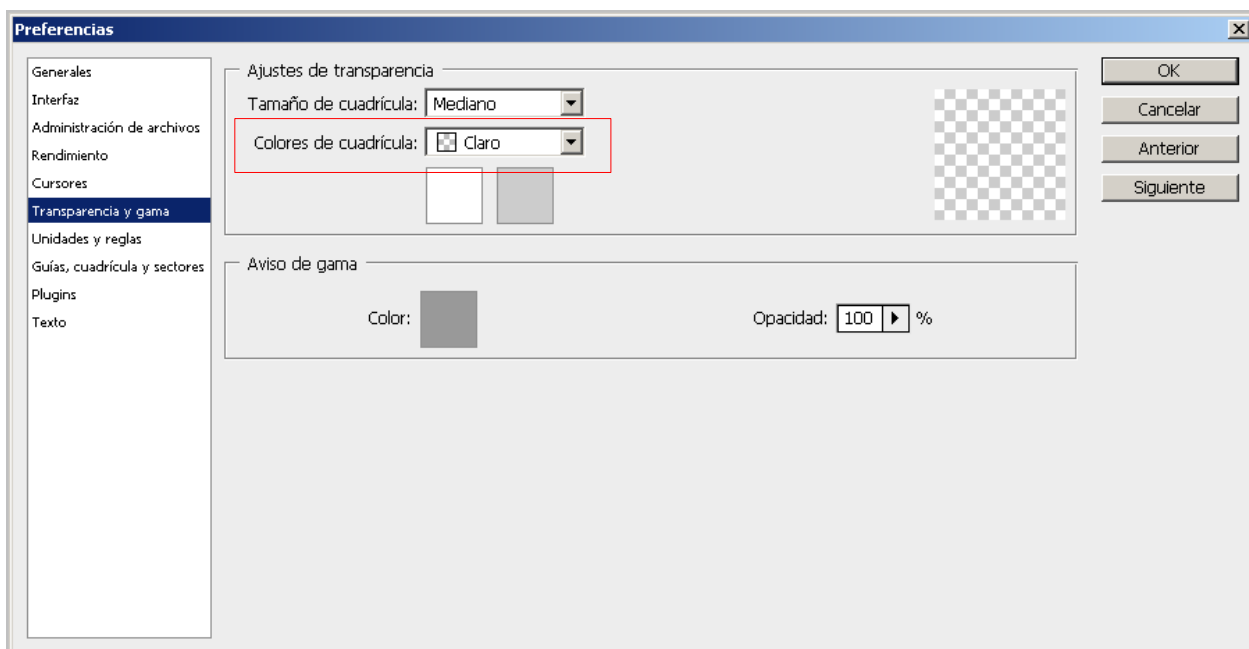 Preferencias
Generales
Interfaz
Administración de archivos
Rendimiento
Cursores
Transparencia y gama
Unidades y reglas
Guías, cuadrícula y sectores
Plugins
Texto
Ajustes de transparencia
Tamaño de cuadrícula: Mediano
Colores de cuadrícula: Claro
Aviso de gama
Color:
Opacidad: 100 %
OK
Cancelar
Anterior
Siguiente